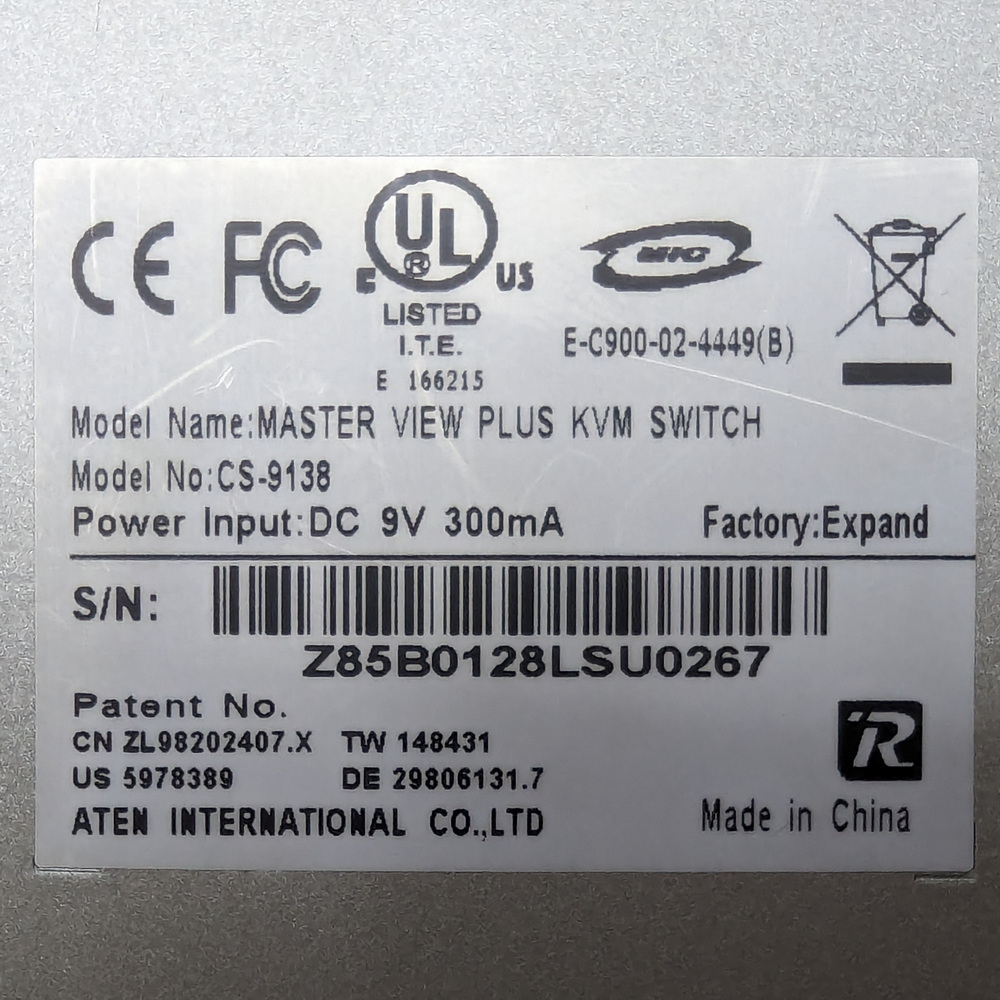 CE FC UL ® C US MIC
LISTED
I.T.E.
E-C900-02-4449(B)
E 166215
Model Name:MASTER VIEW PLUS KVM SWITCH
Model No:CS-9138
Power Input:DC 9V 300mA Factory:Expand
S/N:
Z85B0128LSU0267
Patent No.
CN ZL98202407.X TW 148431
US 5978389 DE 29806131.7
ATEN INTERNATIONAL CO.,LTD
R
Made in China